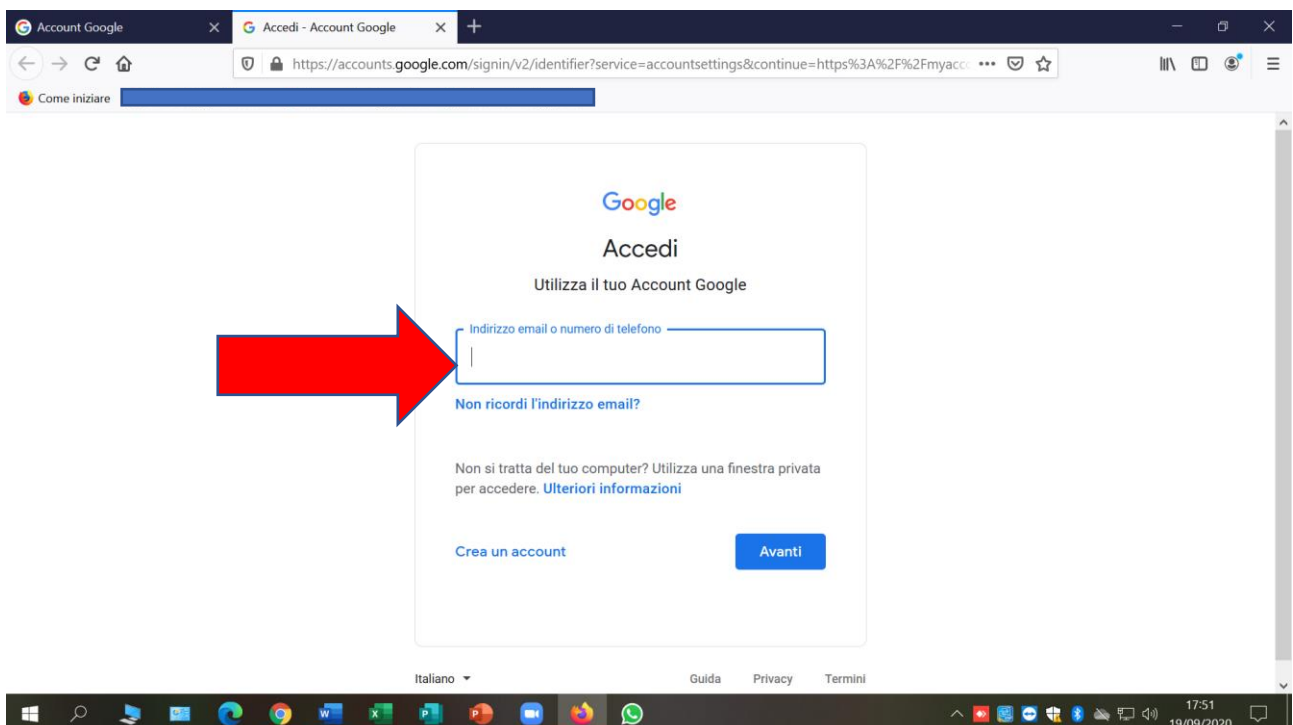 Account Google
Accedi - Account Google
https://accounts.google.com/signin/v2/identifier?service=accountsettings&continue=https%3A%2F%2Fmyacc
Come iniziare
Google
Accedi
Utilizza il tuo Account Google
Indirizzo email o numero di telefono
Non ricordi l'indirizzo email?
Non si tratta del tuo computer? Utilizza una finestra privata
per accedere. Ulteriori informazioni
Crea un account
Avanti
Italiano
Guida Privacy Termini
17:51
19/09/2020